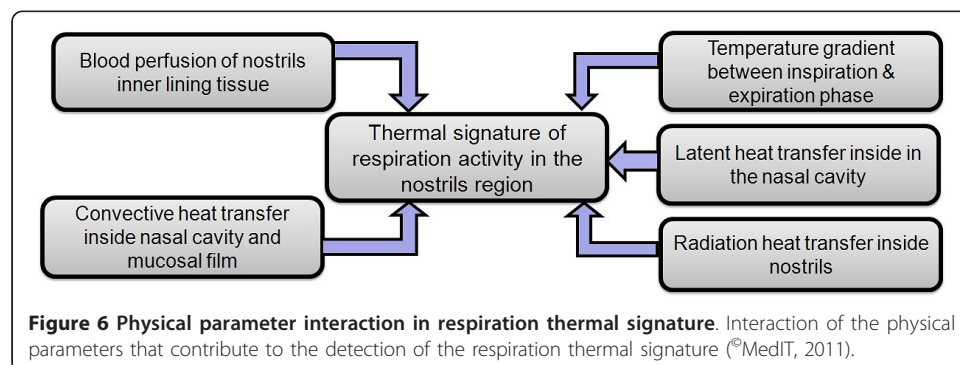 Blood perfusion of nostrils
inner lining tissue
Temperature gradient
between inspiration &
expiration phase
Thermal signature of
respiration activity in the
nostrils region
Latent heat transfer inside in
the nasal cavity
Convective heat transfer
inside nasal cavity and
mucosal film
Radiation heat transfer inside
nostrils
Figure 6 Physical parameter interaction in respiration thermal signature. Interaction of the physical
parameters that contribute to the detection of the respiration thermal signature (©MedIT, 2011).